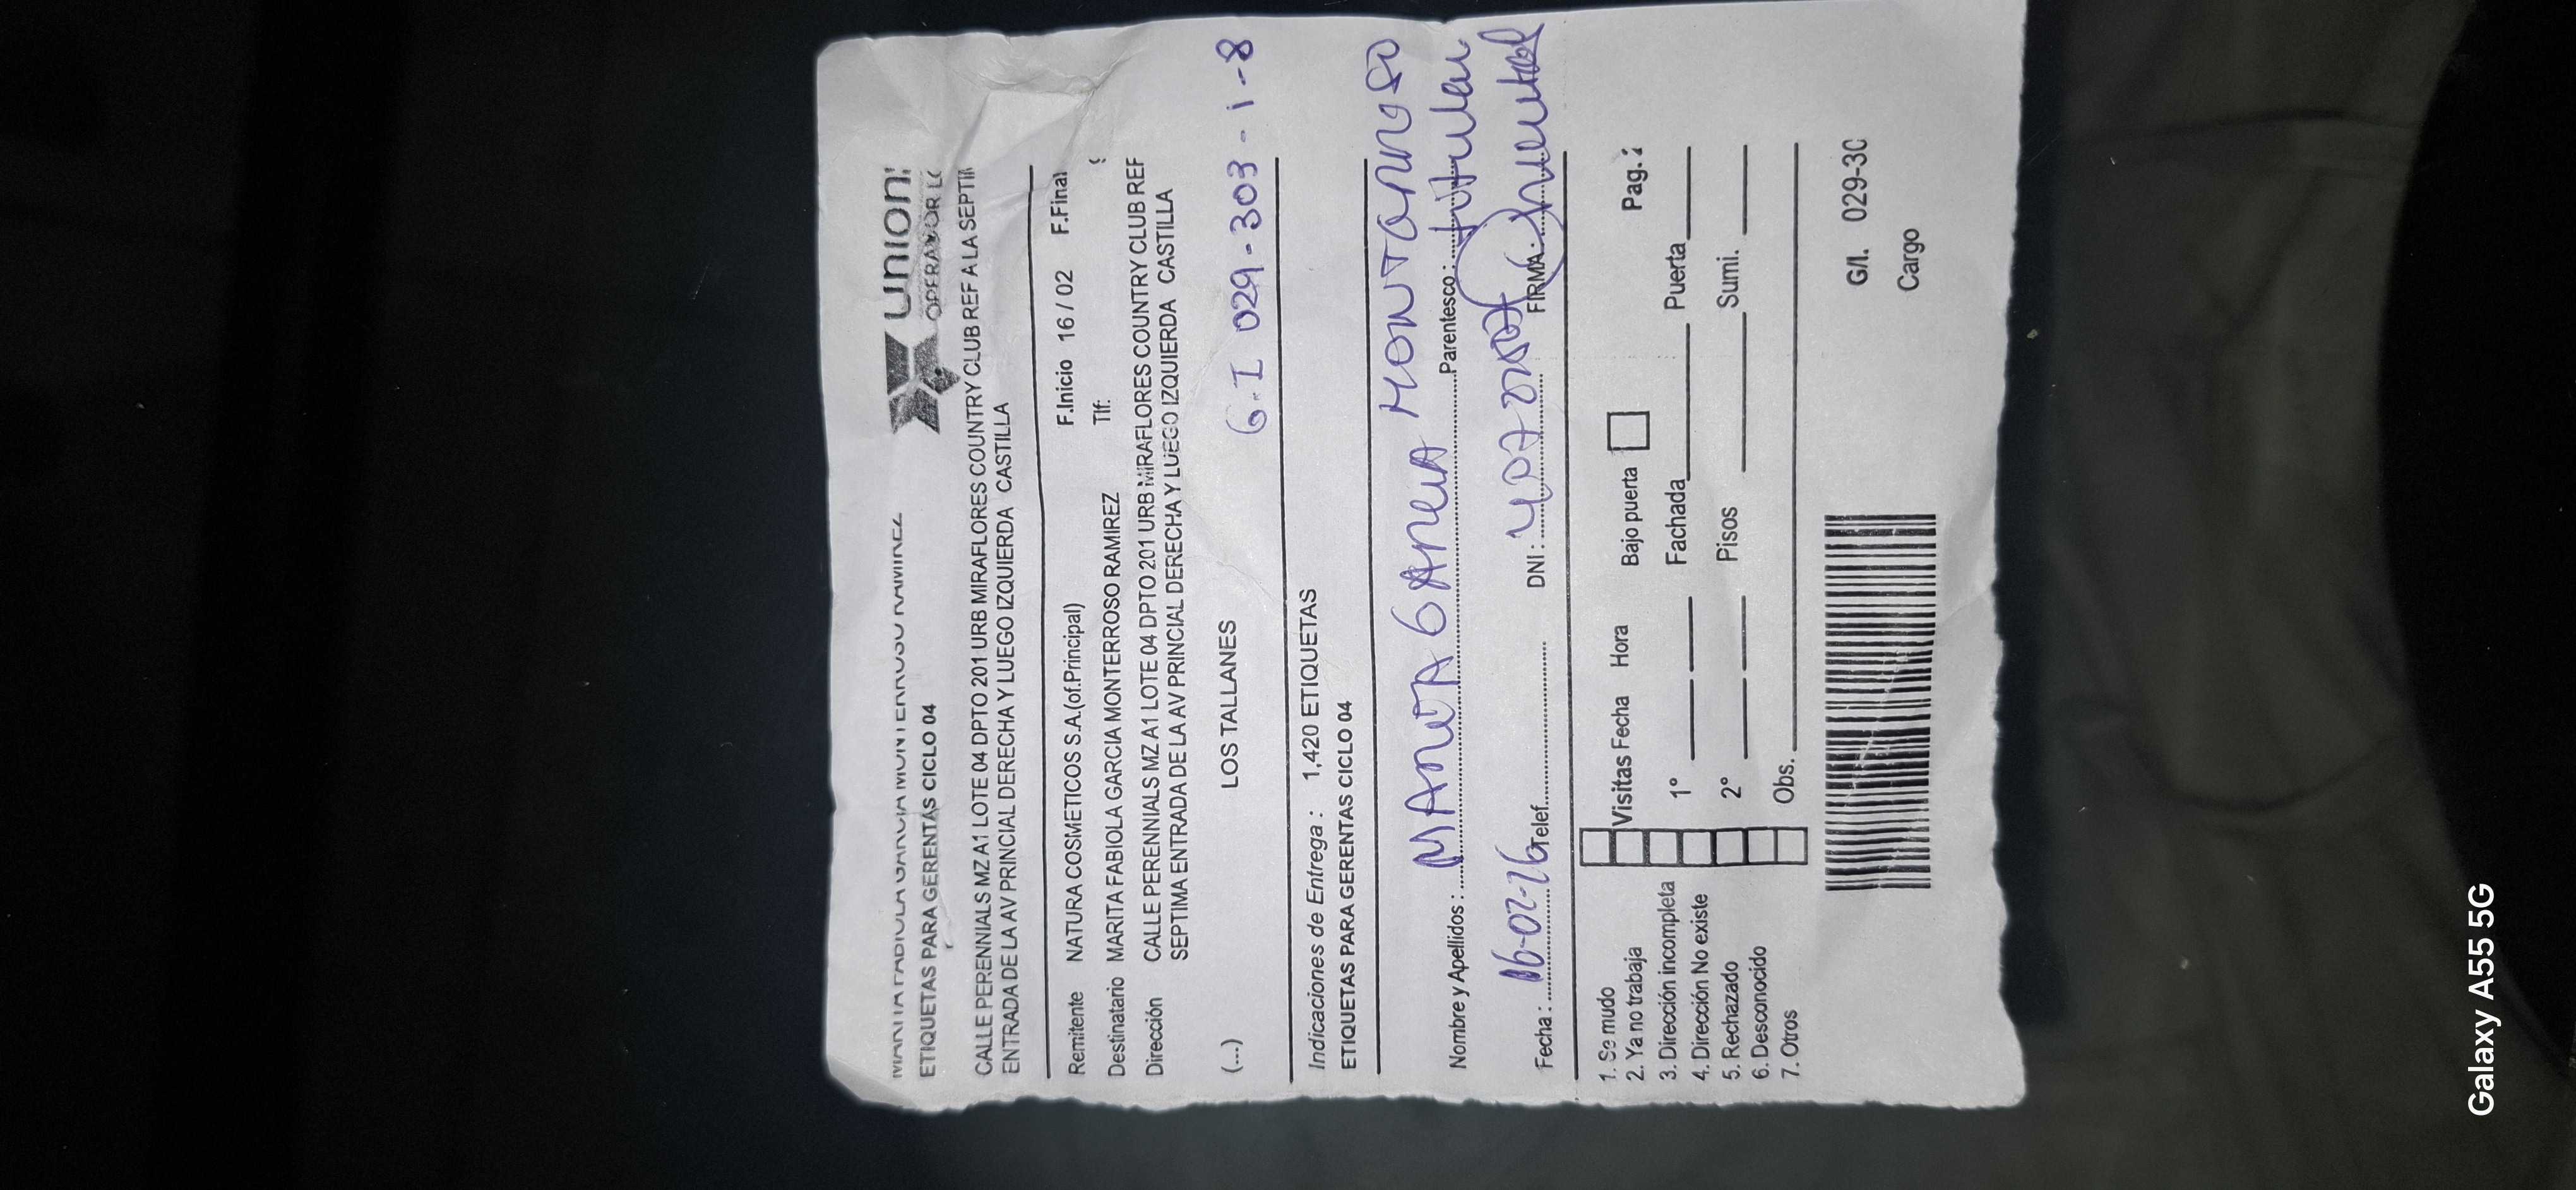 UNION
OPERADOR LO
MARITA FABIOLA GARCIA MONTERROSO RAMIREZ
ETIQUETAS PARA GERENTAS CICLO 04
CALLE PERENNIALS MZ A1 LOTE 04 DPTO 201 URB MIRAFLORES COUNTRY CLUB REF A LA SEPTIM
ENTRADA DE LA AV PRINCIAL DERECHA Y LUEGO IZQUIERDA CASTILLA
Remitente NATURA COSMETICOS S.A.(of.Principal) F.Inicio 16 / 02 F.Final
Destinatario MARITA FABIOLA GARCIA MONTERROSO RAMIREZ Tlf:
Dirección CALLE PERENNIALS MZ A1 LOTE 04 DPTO 201 URB MIRAFLORES COUNTRY CLUB REF
SEPTIMA ENTRADA DE LA AV PRINCIAL DERECHA Y LUEGO IZQUIERDA CASTILLA
(...) LOS TALLANES
G-I 029-303-1-8
Indicaciones de Entrega : 1,420 ETIQUETAS
ETIQUETAS PARA GERENTAS CICLO 04
Nombre y Apellidos : Parentesco : titular
Fecha : 16-02-26 Telef. DNI : FIRMA
1. Se mudo
2. Ya no trabaja
3. Dirección incompleta
4. Dirección No existe
5. Rechazado
6. Desconocido
7. Otros
Visitas Fecha Hora Bajo puerta Pag.
1° Fachada Puerta
2° Pisos Sumi.
Obs.
G/I. 029-30
Cargo
Galaxy A55 5G